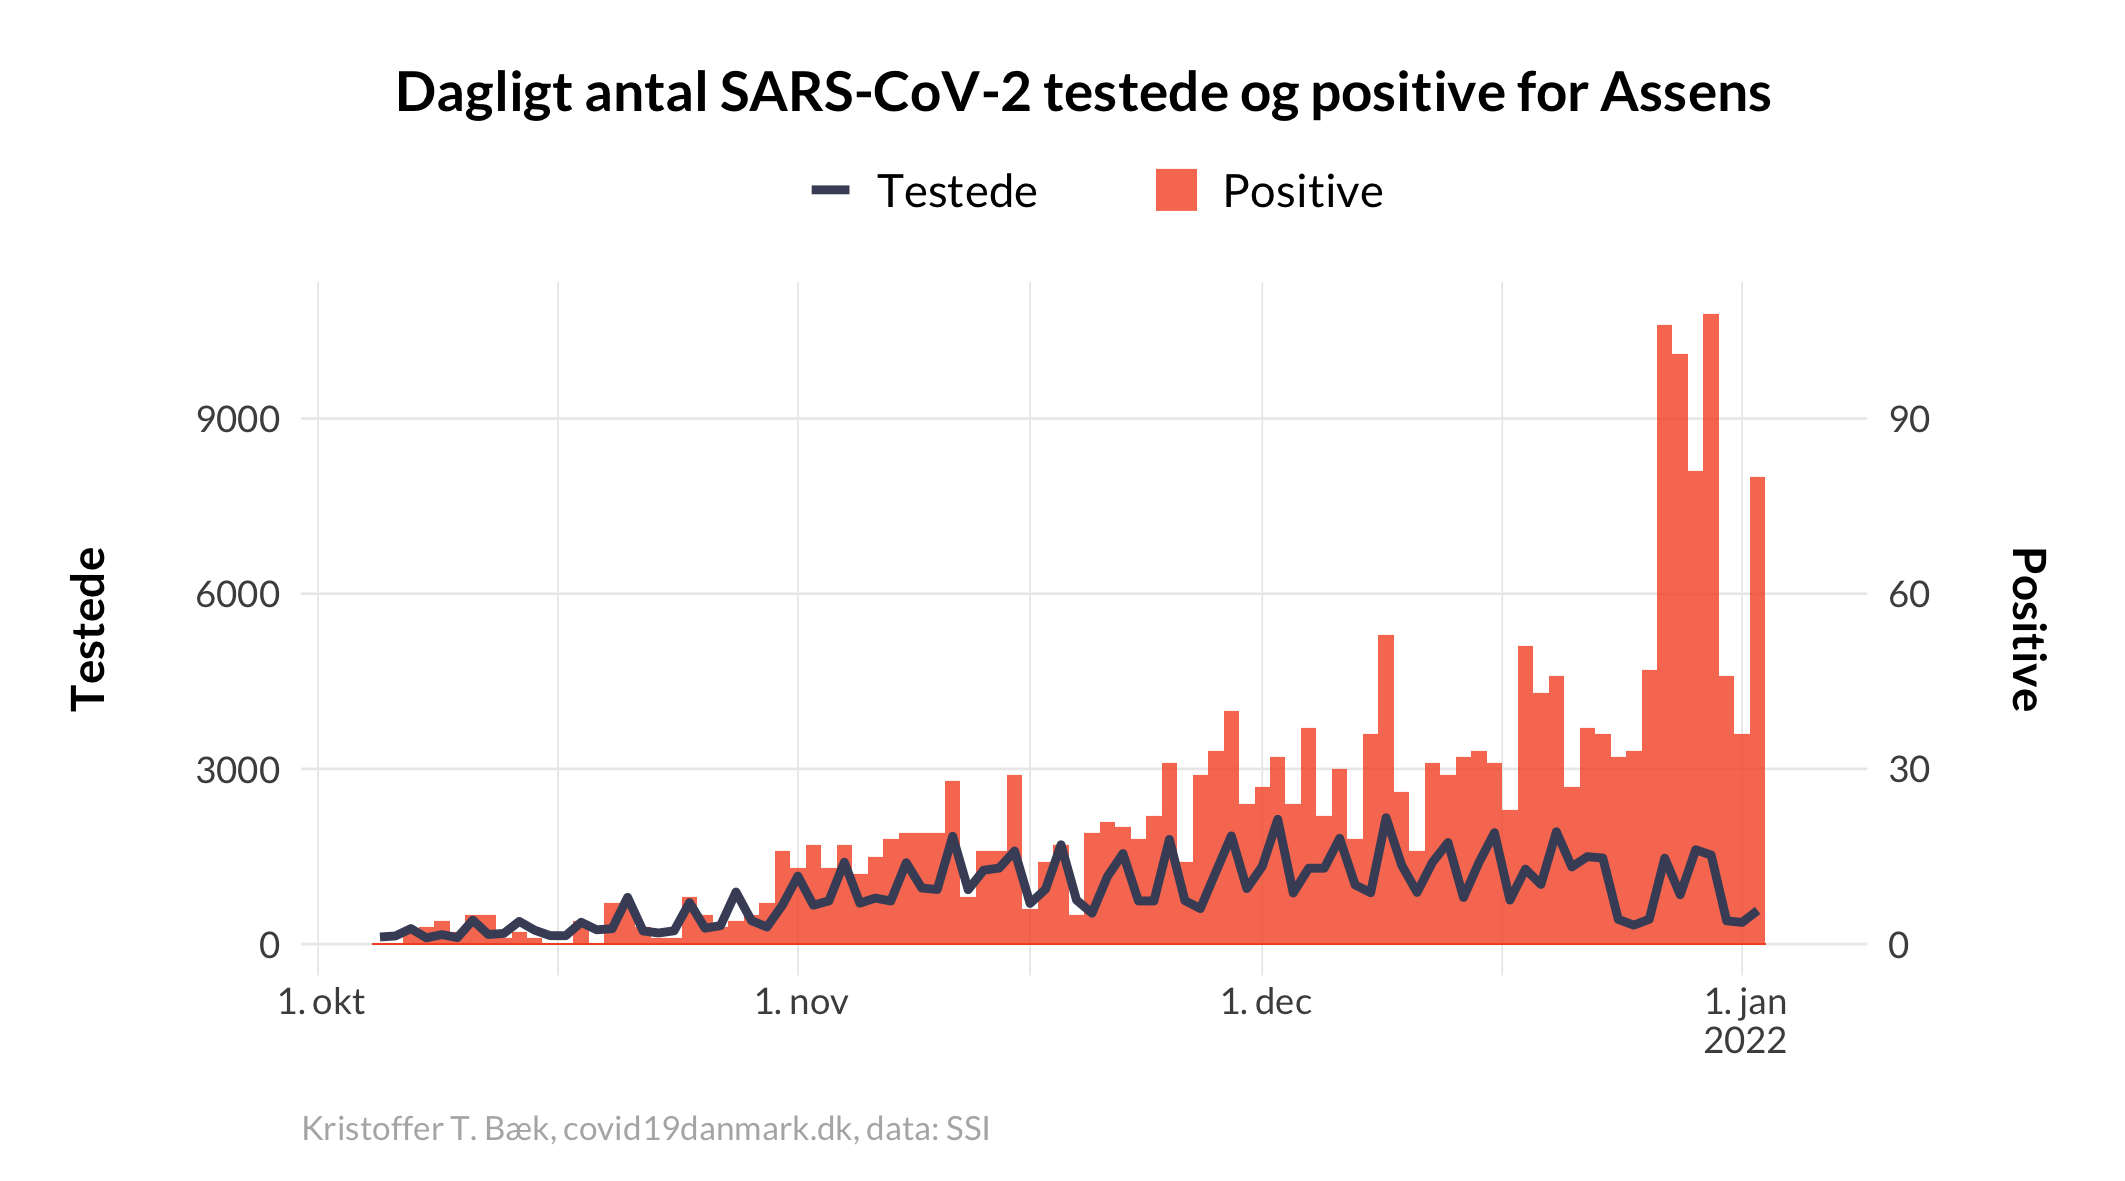 Dagligt antal SARS-CoV-2 testede og positive for Assens
Testede
Positive
9000
6000
3000
0
Testede
90
60
30
0
Positive
1. okt
1. nov
1. dec
1. jan
2022
Kristoffer T. Bæk, covid19danmark.dk, data: SSI